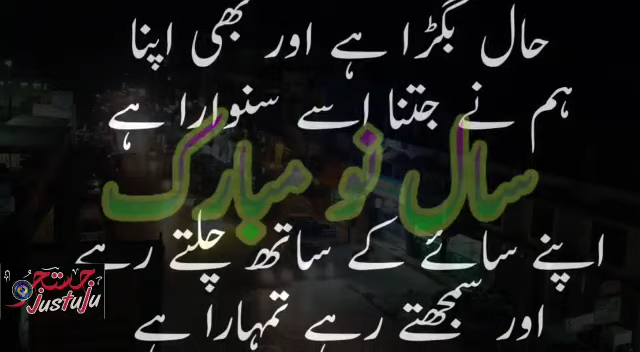 حال بگڑا ہے اور بھی اپنا
ہم نے جتنا اسے سنوارا ہے
سال نو مبارک
اپنے سائے کے ساتھ چلتے رہے
اور سمجھتے رہے تمہارا ہے
جستجو
Justuju